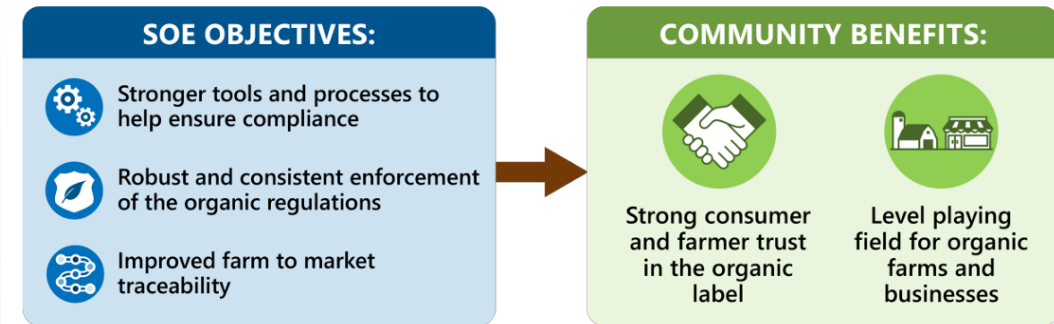 SOE OBJECTIVES:
Stronger tools and processes to
help ensure compliance
Robust and consistent enforcement
of the organic regulations
Improved farm to market
traceability
COMMUNITY BENEFITS:
Strong consumer
and farmer trust
in the organic
label
Level playing
field for organic
farms and
businesses